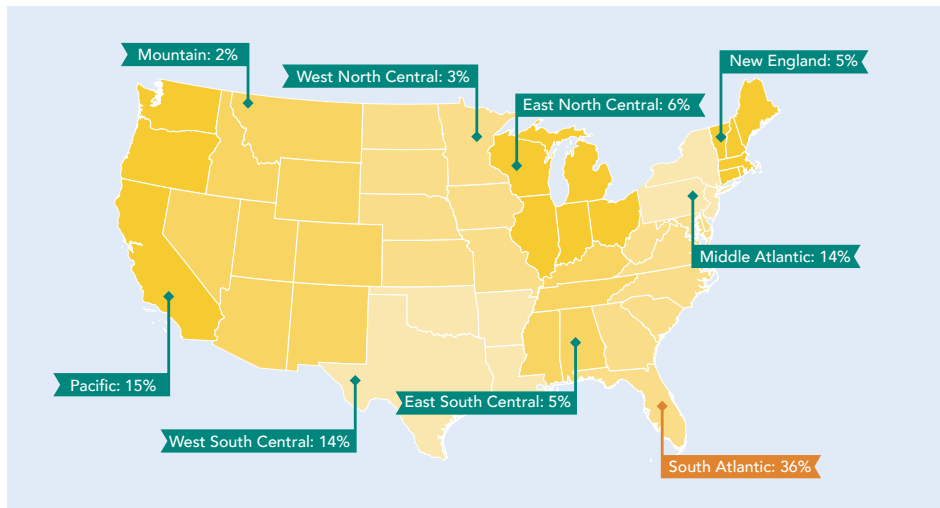 Mountain: 2%
New England: 5%
West North Central: 3%
East North Central: 6%
Middle Atlantic: 14%
Pacific: 15%
East South Central: 5%
West South Central: 14%
South Atlantic: 36%